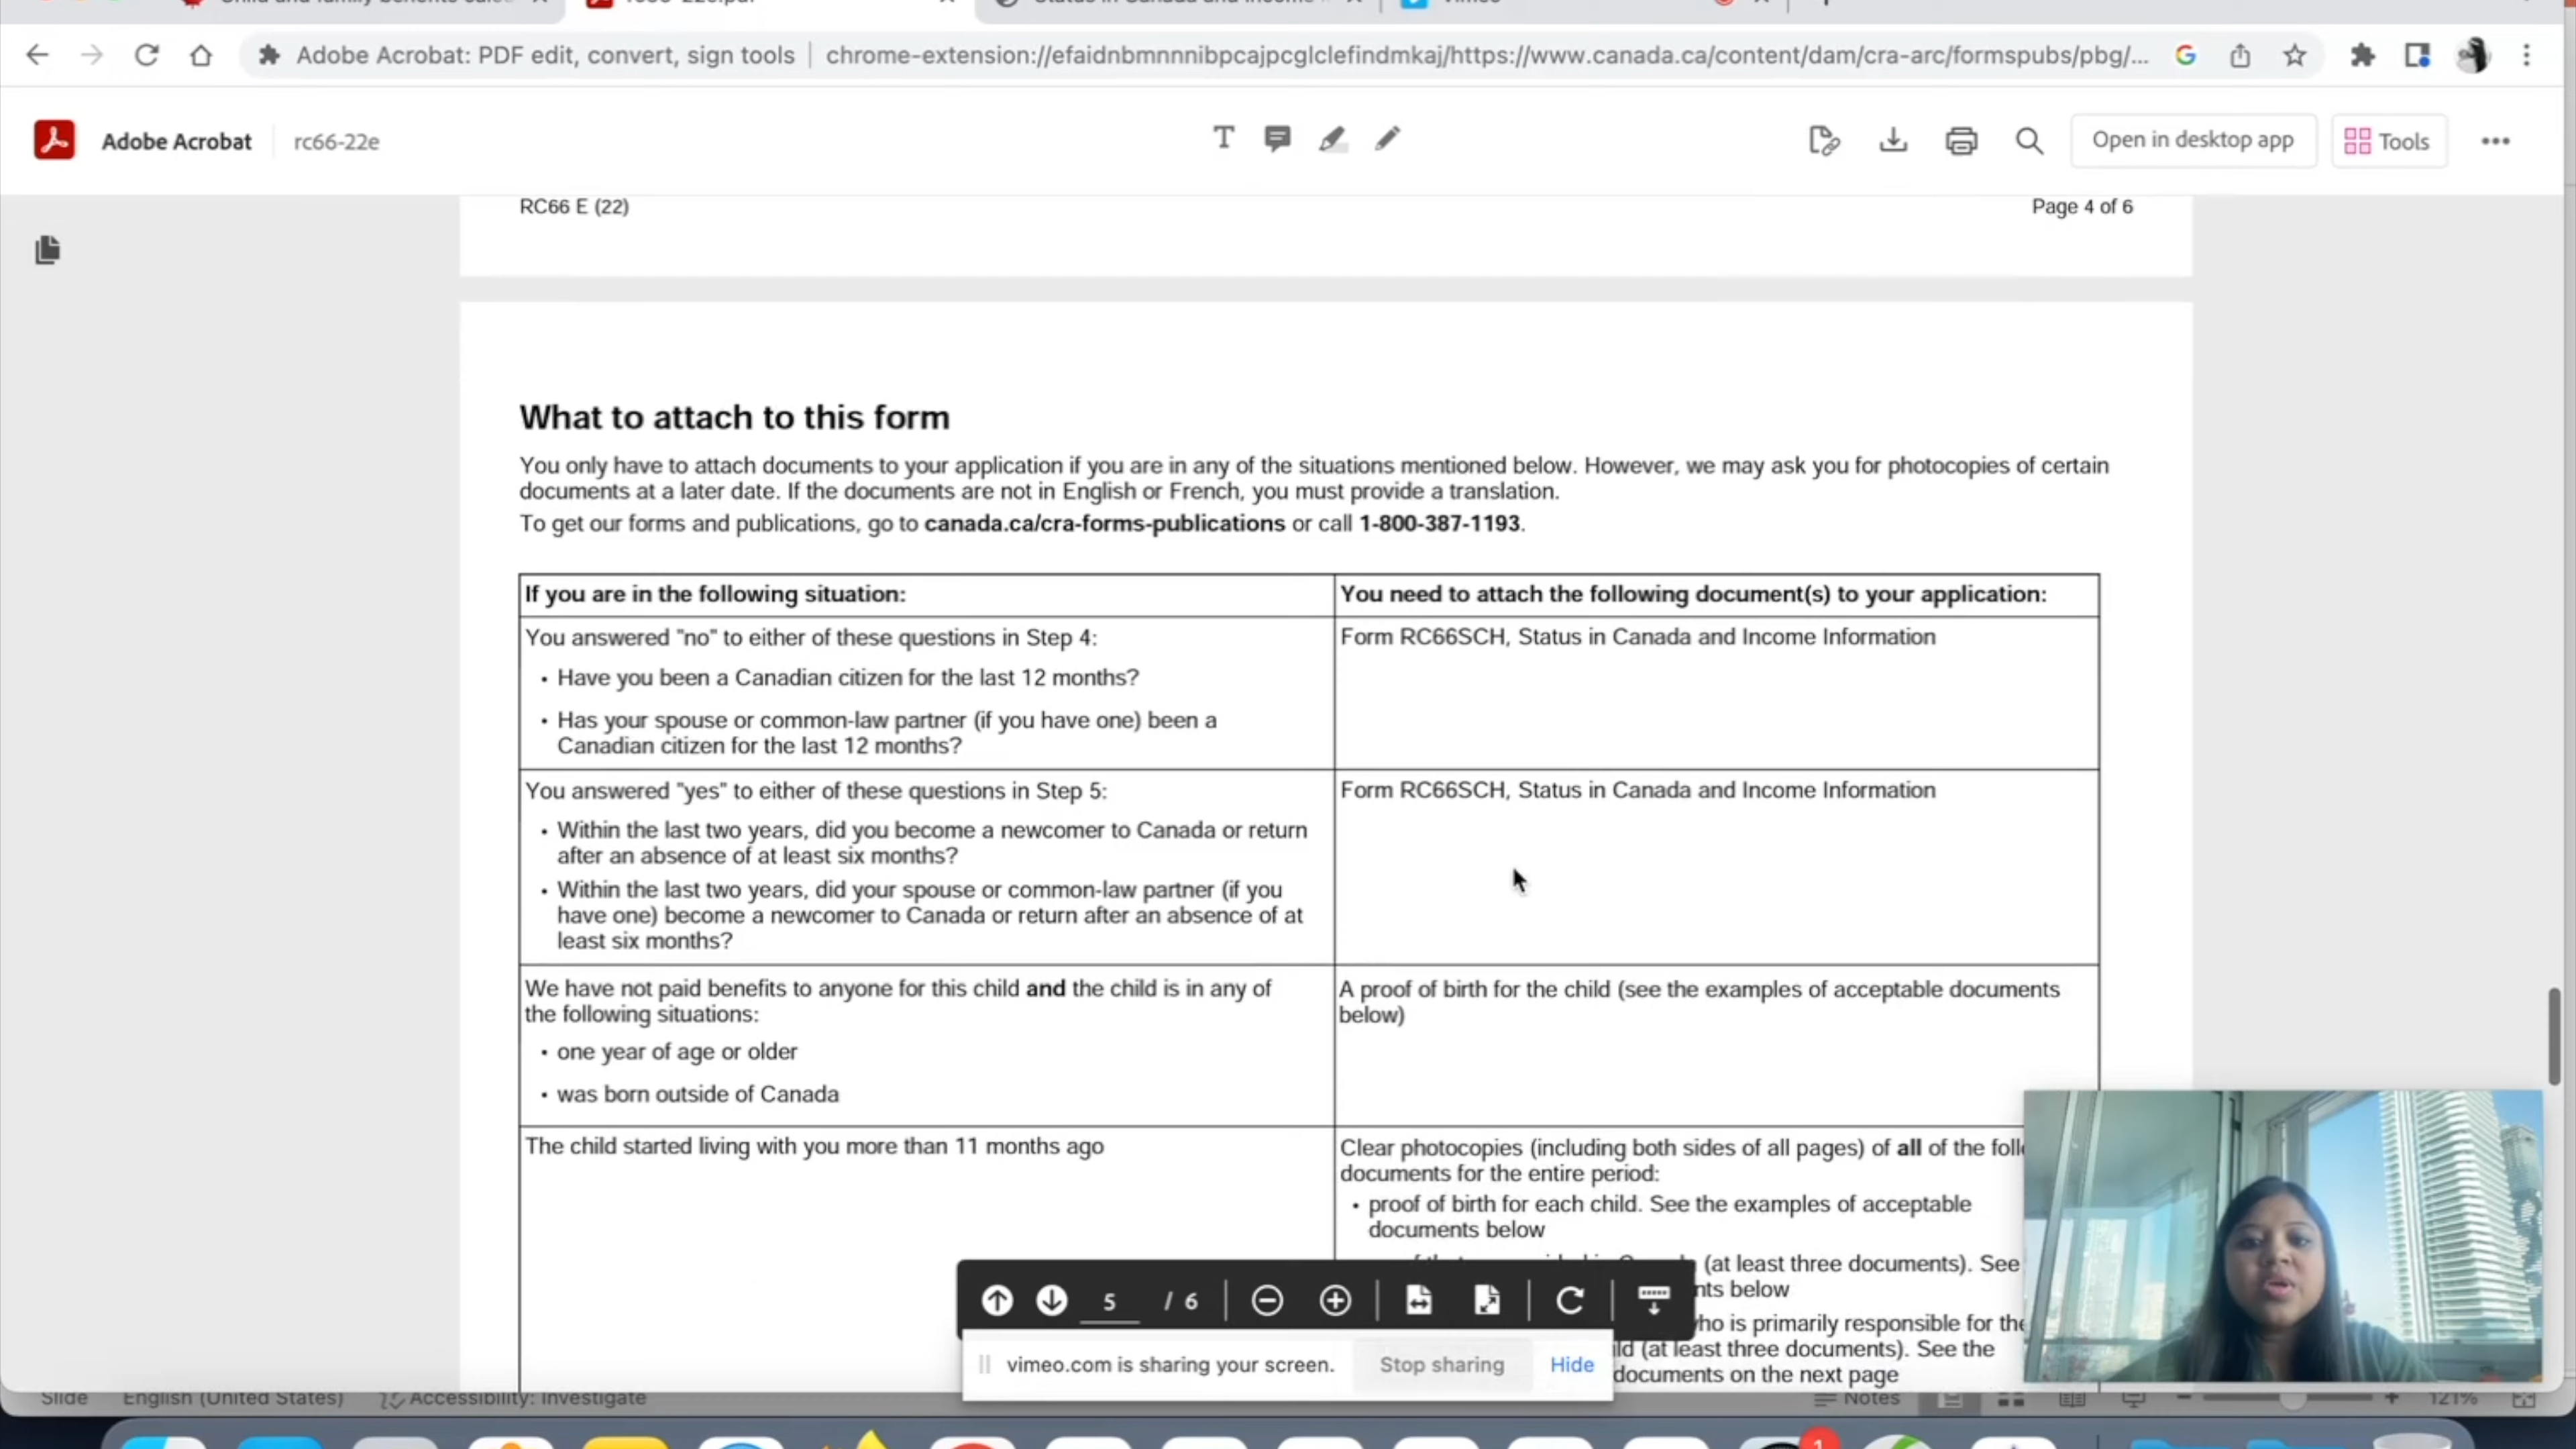 Adobe Acrobat: PDF edit, convert, sign tools | chrome-extension://efaidnbmnnnibpcajpcglclefindmkaj/https://www.canada.ca/content/dam/cra-arc/formspubs/pbg/...
Adobe Acrobat rc66-22e
Open in desktop app Tools
RC66 E (22) Page 4 of 6
What to attach to this form
You only have to attach documents to your application if you are in any of the situations mentioned below. However, we may ask you for photocopies of certain
documents at a later date. If the documents are not in English or French, you must provide a translation.
To get our forms and publications, go to canada.ca/cra-forms-publications or call 1-800-387-1193.
If you are in the following situation:
You need to attach the following document(s) to your application:
You answered "no" to either of these questions in Step 4:
• Have you been a Canadian citizen for the last 12 months?
• Has your spouse or common-law partner (if you have one) been a
Canadian citizen for the last 12 months?
Form RC66SCH, Status in Canada and Income Information
You answered "yes" to either of these questions in Step 5:
• Within the last two years, did you become a newcomer to Canada or return
after an absence of at least six months?
• Within the last two years, did your spouse or common-law partner (if you
have one) become a newcomer to Canada or return after an absence of at
least six months?
Form RC66SCH, Status in Canada and Income Information
We have not paid benefits to anyone for this child and the child is in any of
the following situations:
• one year of age or older
• was born outside of Canada
A proof of birth for the child (see the examples of acceptable documents
below)
The child started living with you more than 11 months ago
Clear photocopies (including both sides of all pages) of all of the
documents for the entire period:
• proof of birth for each child. See the examples of acceptable
documents below
(at least three documents). See
below
who is primarily responsible for the
(at least three documents). See the
documents on the next page
5 / 6
vimeo.com is sharing your screen. Stop sharing Hide
Slide English (United States) Accessibility: Investigate Notes 121%
1